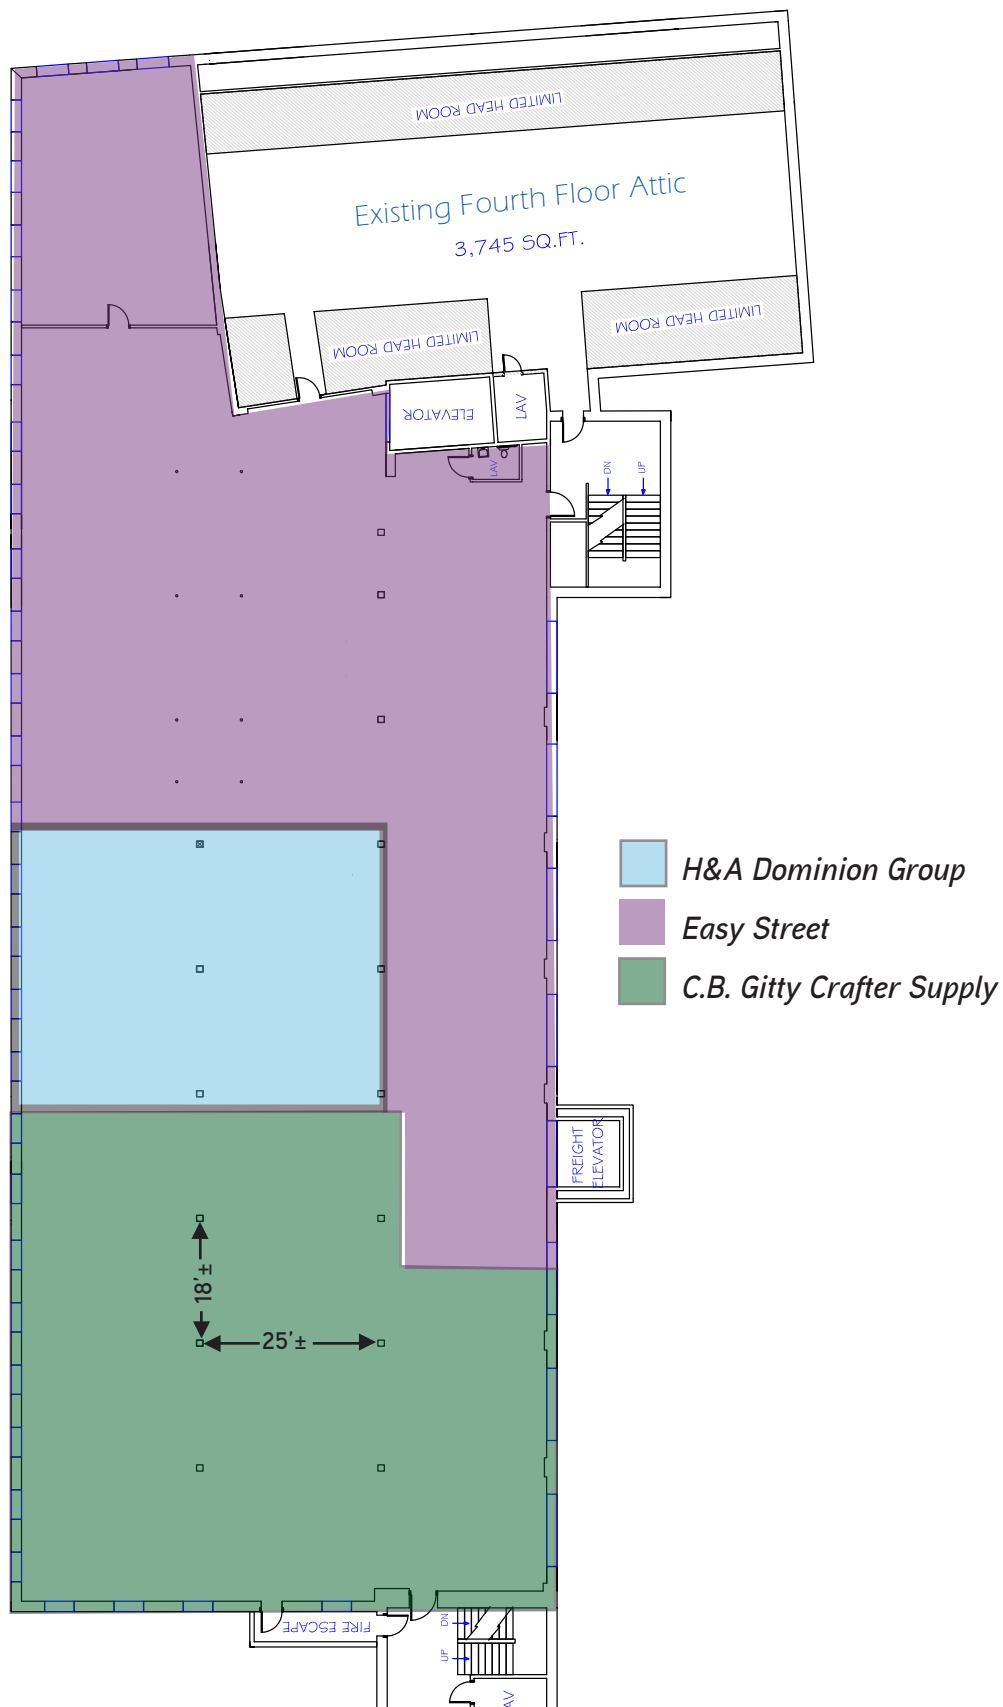 LIMITED HEAD ROOM
Existing Fourth Floor Attic
3,745 SQ.FT.
LIMITED HEAD ROOM
LIMITED HEAD ROOM
ELEVATOR
LAV
LAV
DN
UP
H&A Dominion Group
Easy Street
C.B. Gitty Crafter Supply
FREIGHT
ELEVATOR
18'±
25'±
FIRE ESCAPE
DN
UP